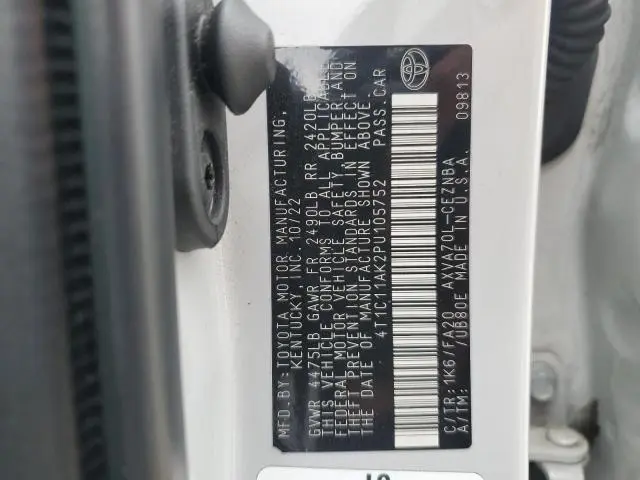 MFD. BY: TOYOTA MOTOR MANUFACTURING,
KENTUCKY, INC. 10/22
GVWR 4475LB GAWR FR 2490LB RR 2420LB
THIS VEHICLE CONFORMS TO ALL APPLICABLE
FEDERAL MOTOR VEHICLE SAFETY, BUMPER, AND
THEFT PREVENTION STANDARDS IN EFFECT ON
THE DATE OF MANUFACTURE SHOWN ABOVE.
4T1C11AK2PU105752 PASS. CAR
C/TR: 1K6/FA20 AXVA70L-CEZNBA
A/TM: /UB80E MADE IN U.S.A. 09813